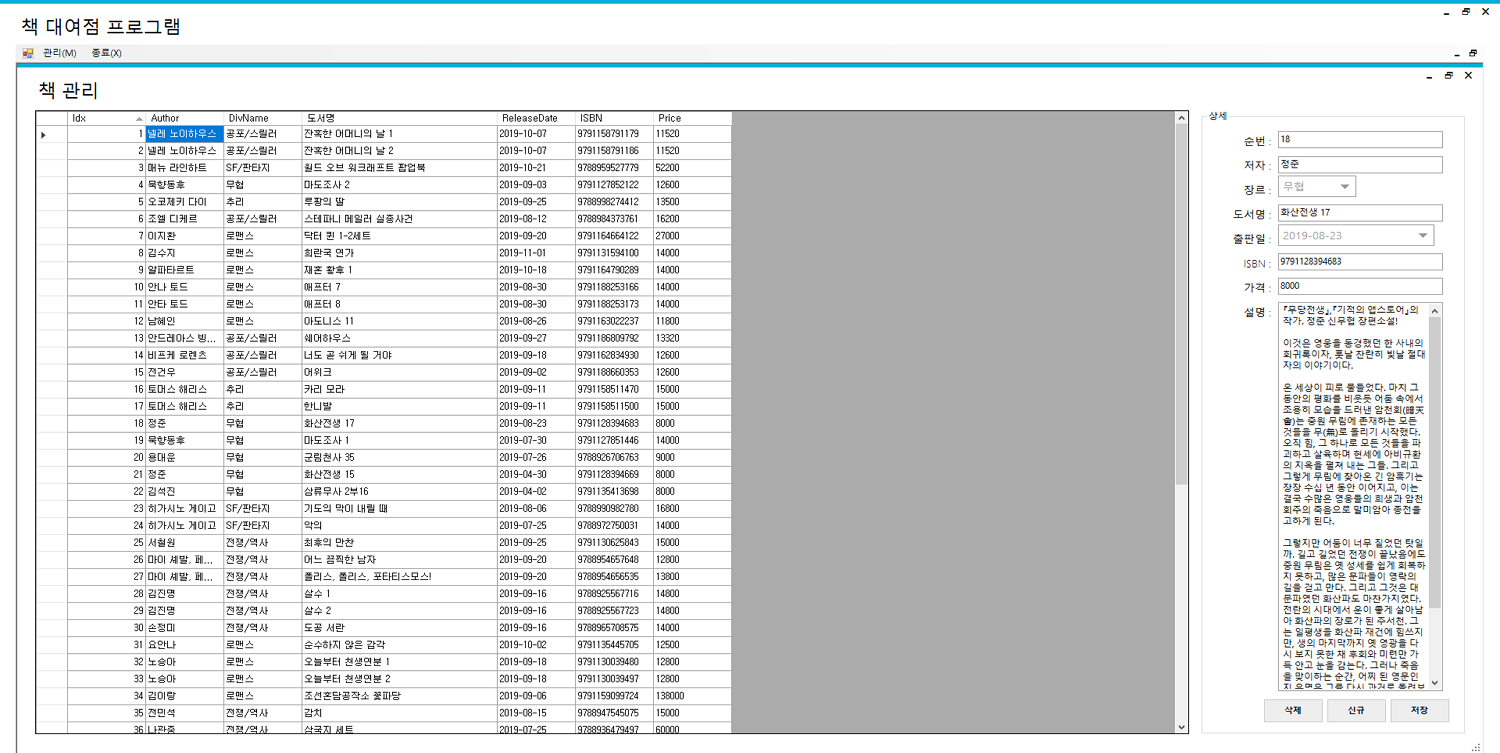 책 대여점 프로그램
관리(M) 종료(X)
책 관리
Idx Author DivName 도서명 ReleaseDate ISBN Price
1 넬레 노이하우스 공포/스릴러 잔혹한 어머니의 날 1 2019-10-07 9791158791179 11520
2 넬레 노이하우스 공포/스릴러 잔혹한 어머니의 날 2 2019-10-07 9791158791186 11520
3 매뉴 라인하트 SF/판타지 월드 오브 워크래프트 팝업북 2019-10-21 9788959527779 52200
4 묵향동후 무협 마도조사 2 2019-09-03 9791127852122 12600
5 오코제키 다이 추리 루팡의 딸 2019-09-25 9788998274412 13500
6 조엘 디케르 공포/스릴러 스테파니 메일러 실종사건 2019-08-12 9788984373761 16200
7 이지환 로맨스 닥터 퀸 1-2세트 2019-09-20 9791164664122 27000
8 김수지 로맨스 희란국 연가 2019-11-01 9791131594100 14000
9 알파타르트 로맨스 재혼 황후 1 2019-10-18 9791164790289 14000
10 안나 토드 로맨스 애프터 7 2019-08-30 9791188253166 14000
11 안타 토드 로맨스 애프터 8 2019-08-30 9791188253173 14000
12 남혜인 로맨스 아도니스 11 2019-08-26 9791163022237 11800
13 안드레아스 빙... 공포/스릴러 쉐어하우스 2019-09-27 9791186809792 13320
14 비프케 로렌츠 공포/스릴러 너도 곧 쉬게 될 거야 2019-09-18 9791162834930 12600
15 전건우 공포/스릴러 어위크 2019-09-02 9791188660353 12600
16 토머스 해리스 추리 카리 모라 2019-09-11 9791158511470 15000
17 토머스 해리스 추리 한니발 2019-09-11 9791158511500 15000
18 정준 무협 화산전생 17 2019-08-23 9791128394683 8000
19 묵향동후 무협 마도조사 1 2019-07-30 9791127851446 14000
20 용대운 무협 군림천사 35 2019-07-26 9788926706763 9000
21 정준 무협 화산전생 15 2019-04-30 9791128394669 8000
22 김석진 무협 삼류무사 2부16 2019-04-02 9791135413698 8000
23 히가시노 게이고 SF/판타지 기도의 막이 내릴 때 2019-08-06 9788990982780 16800
24 히가시노 게이고 SF/판타지 악의 2019-07-25 9788972750031 14000
25 서철원 전쟁/역사 최후의 만찬 2019-09-25 9791130625843 15000
26 마이 셰발, 페... 전쟁/역사 어느 끔찍한 남자 2019-09-20 9788954657648 12800
27 마이 셰발, 페... 전쟁/역사 폴리스, 폴리스, 포타티스모스! 2019-09-20 9788954656535 13800
28 김진명 전쟁/역사 살수 1 2019-09-16 9788925567716 14800
29 김진명 전쟁/역사 살수 2 2019-09-16 9788925567723 14800
30 손정미 전쟁/역사 도공 서란 2019-09-16 9788965708575 14000
31 요안나 로맨스 순수하지 않은 감각 2019-10-02 9791135445705 12500
32 노승아 로맨스 오늘부터 천생연분 1 2019-09-18 9791130039480 12800
33 노승아 로맨스 오늘부터 천생연분 2 2019-09-18 9791130039497 12800
34 김이랑 로맨스 조선혼담공작소 꽃파당 2019-09-06 9791159099724 138000
35 전민석 전쟁/역사 감치 2019-08-15 9788947545075 15000
36 나관중 전쟁/역사 삼국지 세트 2019-07-25 9788936479497 60000
상세
순번 : 18
저자 : 정준
장르 : 무협
도서명 : 화산전생 17
출판일 : 2019-08-23
ISBN : 9791128394683
가격 : 8000
설명 : 『무당전생』,『기적의 앱스토어』의
작가. 정준 신무협 장편소설!
이것은 영웅을 동경했던 한 사내의
회귀록이자, 훗날 찬란히 빛날 절대
자의 이야기이다.
온 세상이 피로 물들었다. 마치 그
동안의 평화를 비웃듯 어둠 속에서
조용히 모습을 드러낸 암천회(暗天
會)는 중원 무림에 존재하는 모든
것들을 무(無)로 돌리기 시작했다.
오직 힘, 그 하나로 모든 것들을 파
괴하고 살육하며 현세에 아비규환
의 지옥을 펼쳐 내는 그들. 그리고
그렇게 무림에 찾아온 긴 암흑기는
장장 수십 년 동안 이어지고, 이는
결국 수많은 영웅들의 희생과 암천
회주의 죽음으로 말미암아 종전을
고하게 된다.
그렇지만 어둠이 너무 짙었던 탓일
까. 길고 길었던 전쟁이 끝났음에도
중원 무림은 옛 성세를 쉽게 회복하
지 못하고, 많은 문파들이 영락의
길을 걷고 만다. 그리고 그것은 대
문파였던 화산파도 마찬가지였다.
전란의 시대에서 운이 좋게 살아남
아 화산파의 장로가 된 주서천. 그
는 일평생을 화산파 재건에 힘쓰지
만, 생의 마지막까지 옛 영광을 다
시 보지 못한 채 후회와 미련만 가
득 안고 눈을 감는다. 그러나 죽음
을 맞이하는 순간, 어찌 된 영문인
지 운명은 그를 다시 과거로 돌려보
삭제 신규 저장